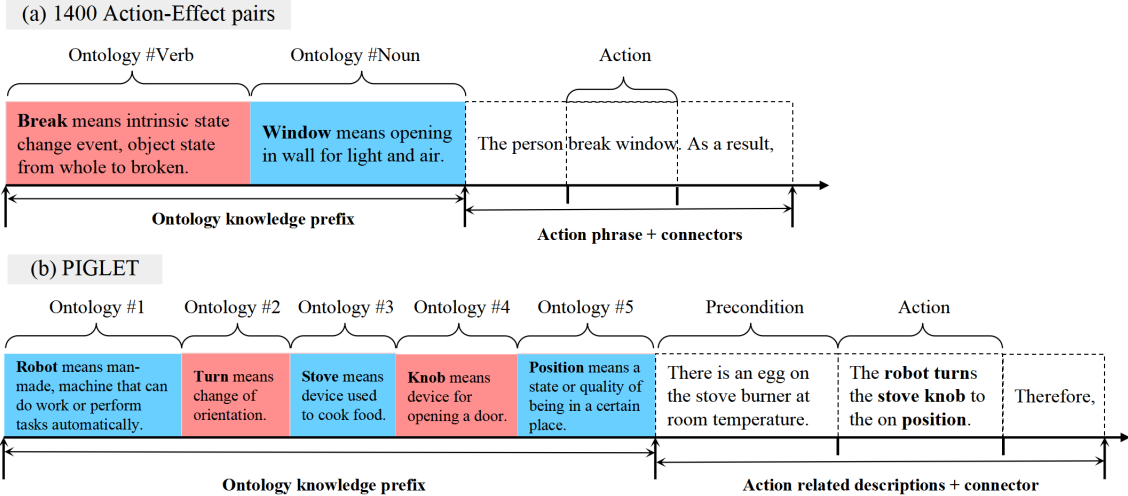 (a) 1400 Action-Effect pairs
Ontology #Verb
Ontology #Noun
Action
Break means intrinsic state
change event, object state
from whole to broken.
Window means opening
in wall for light and air.
The person break window. As a result,
Ontology knowledge prefix
Action phrase + connectors
(b) PIGLET
Ontology #1
Ontology #2
Ontology #3
Ontology #4
Ontology #5
Precondition
Action
Robot means man-
made, machine that can
do work or perform
tasks automatically.
Turn means
change of
orientation.
Stove means
device used
to cook food.
Knob means
device for
opening a door.
Position means a
state or quality of
being in a certain
place.
There is an egg on
the stove burner at
room temperature.
The robot turns
the stove knob to
the on position.
Therefore,
Ontology knowledge prefix
Action related descriptions + connector